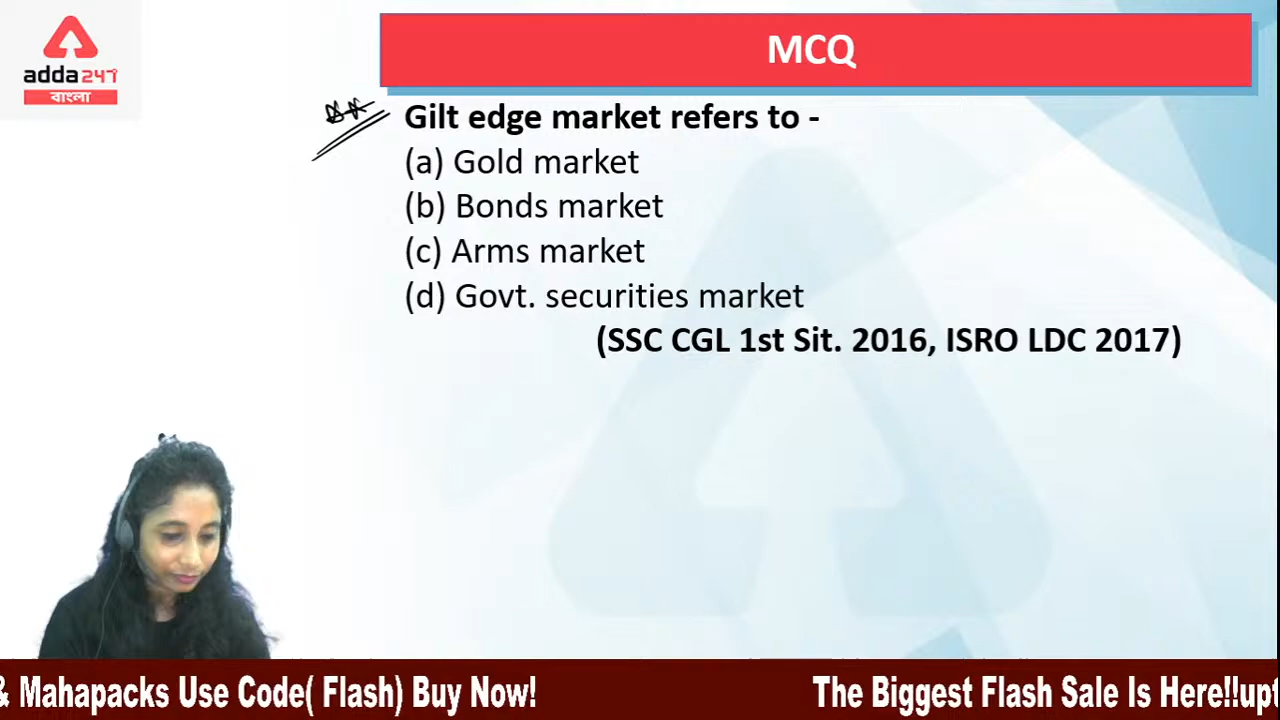 adda247
বাংলা
MCQ
Gilt edge market refers to -
(a) Gold market
(b) Bonds market
(c) Arms market
(d) Govt. securities market
(SSC CGL 1st Sit. 2016, ISRO LDC 2017)
& Mahapacks Use Code( Flash) Buy Now! The Biggest Flash Sale Is Here!!upt